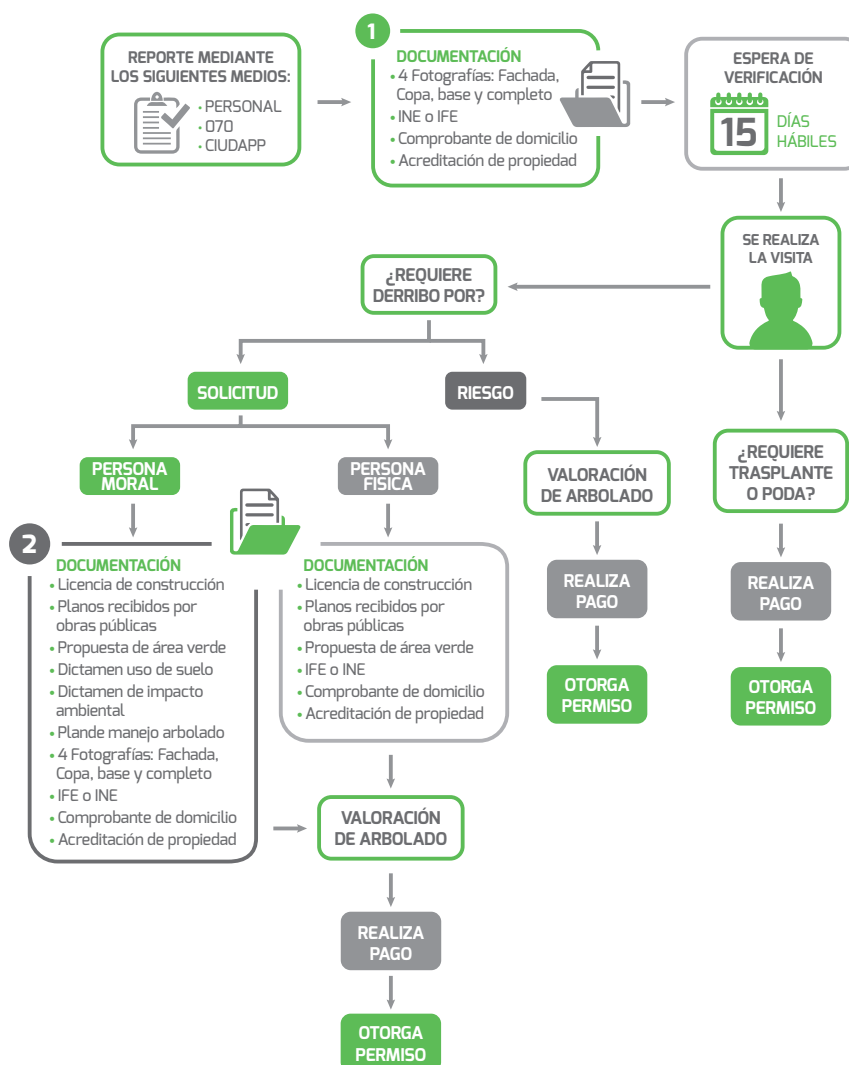 REPORTE MEDIANTE
LOS SIGUIENTES MEDIOS:
• PERSONAL
• 070
• CIUDAPP
1
DOCUMENTACIÓN
• 4 Fotografías: Fachada,
Copa, base y completo
• INE o IFE
• Comprobante de domicilio
• Acreditación de propiedad
ESPERA DE
VERIFICACIÓN
15
DÍAS
HÁBILES
SE REALIZA
LA VISITA
¿REQUIERE
DERRIBO POR?
SOLICITUD
RIESGO
PERSONA
MORAL
PERSONA
FÍSICA
VALORACIÓN
DE ARBOLADO
¿REQUIERE
TRASPLANTE
O PODA?
2
DOCUMENTACIÓN
• Licencia de construcción
• Planos recibidos por
obras públicas
• Propuesta de área verde
• Dictamen uso de suelo
• Dictamen de impacto
ambiental
• Plande manejo arbolado
• 4 Fotografías: Fachada,
Copa, base y completo
• IFE o INE
• Comprobante de domicilio
• Acreditación de propiedad
DOCUMENTACIÓN
• Licencia de construcción
• Planos recibidos por
obras públicas
• Propuesta de área verde
• IFE o INE
• Comprobante de domicilio
• Acreditación de propiedad
REALIZA
PAGO
OTORGA
PERMISO
REALIZA
PAGO
OTORGA
PERMISO
VALORACIÓN
DE ARBOLADO
REALIZA
PAGO
OTORGA
PERMISO